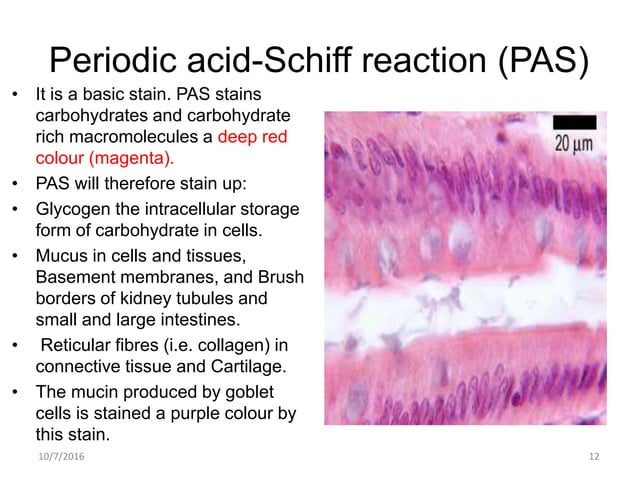 Periodic acid-Schiff reaction (PAS)
• It is a basic stain. PAS stains
carbohydrates and carbohydrate
rich macromolecules a deep red
colour (magenta).
• PAS will therefore stain up:
• Glycogen the intracellular storage
form of carbohydrate in cells.
• Mucus in cells and tissues,
Basement membranes, and Brush
borders of kidney tubules and
small and large intestines.
• Reticular fibres (i.e. collagen) in
connective tissue and Cartilage.
• The mucin produced by goblet
cells is stained a purple colour by
this stain.
20 μm
10/7/2016
12